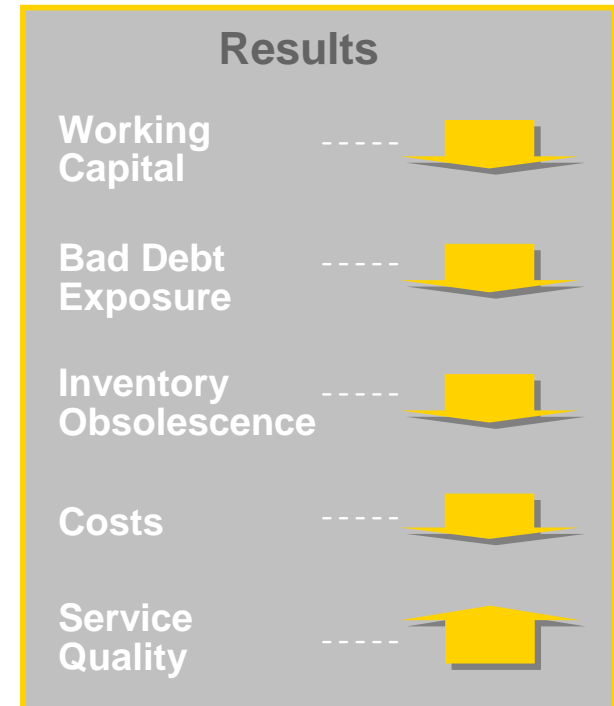 Results
Working
Capital
Bad Debt
Exposure
Inventory
Obsolescence
Costs
Service
Quality